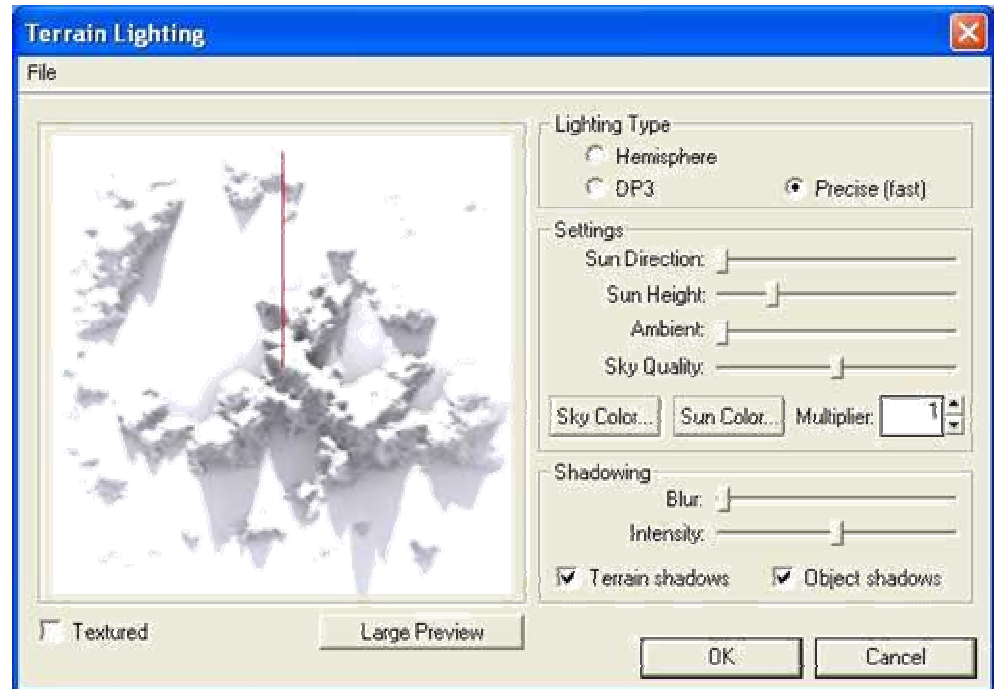 Terrain Lighting
File
Lighting Type
Hemisphere
DP3
Precise (fast)
Settings
Sun Direction:
Sun Height:
Ambient:
Sky Quality:
Sky Color...
Sun Color...
Multiplier:
1
Shadowing
Blur:
Intensity:
Terrain shadows
Object shadows
Textured
Large Preview
OK
Cancel